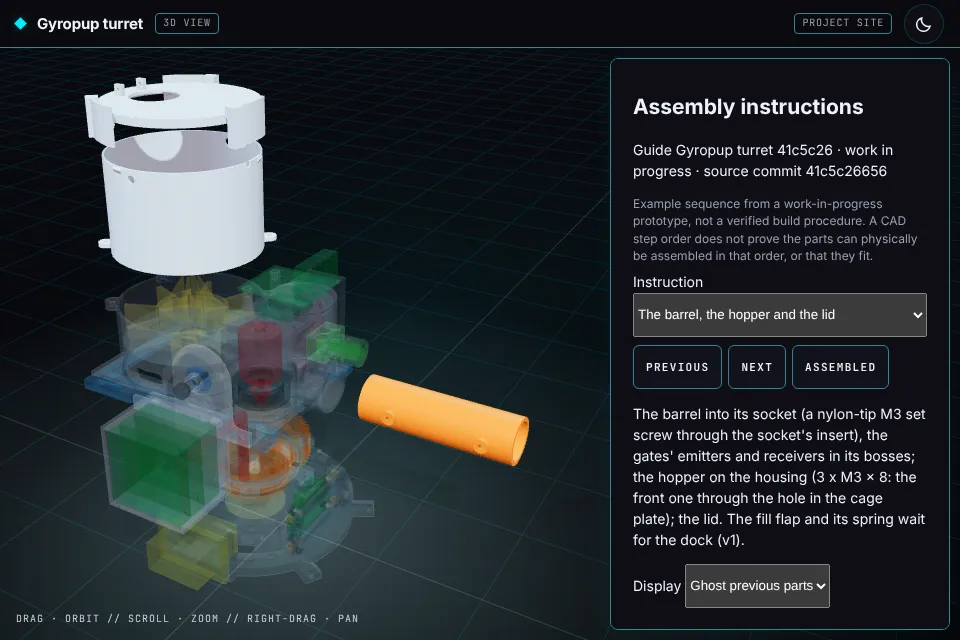 Gyropup turret
3D VIEW
PROJECT SITE
Assembly instructions
Guide Gyropup turret 41c5c26 · work in
progress · source commit 41c5c26656
Example sequence from a work-in-progress
prototype, not a verified build procedure. A CAD
step order does not prove the parts can physically
be assembled in that order, or that they fit.
Instruction
The barrel, the hopper and the lid
PREVIOUS
NEXT
ASSEMBLED
The barrel into its socket (a nylon-tip M3 set
screw through the socket's insert), the
gates' emitters and receivers in its bosses;
the hopper on the housing (3 x M3 × 8: the
front one through the hole in the cage
plate); the lid. The fill flap and its spring wait
for the dock (v1).
Display
Ghost previous parts
DRAG · ORBIT // SCROLL · ZOOM // RIGHT-DRAG · PAN